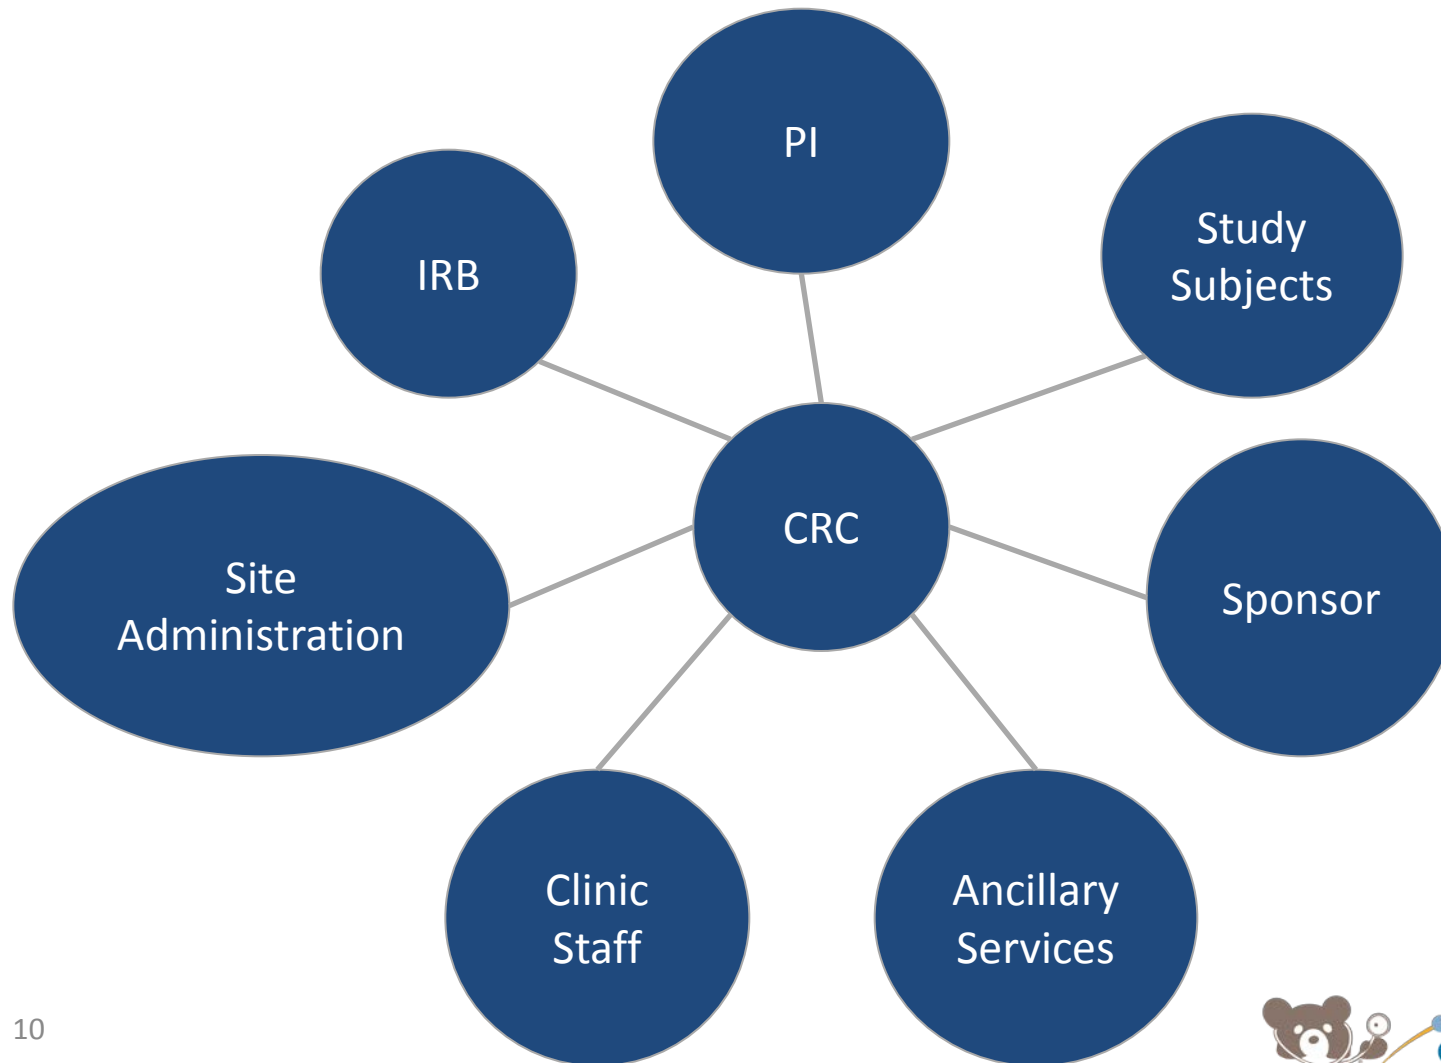 PI
IRB
Study
Subjects
CRC
Site
Administration
Sponsor
Clinic
Staff
Ancillary
Services
10